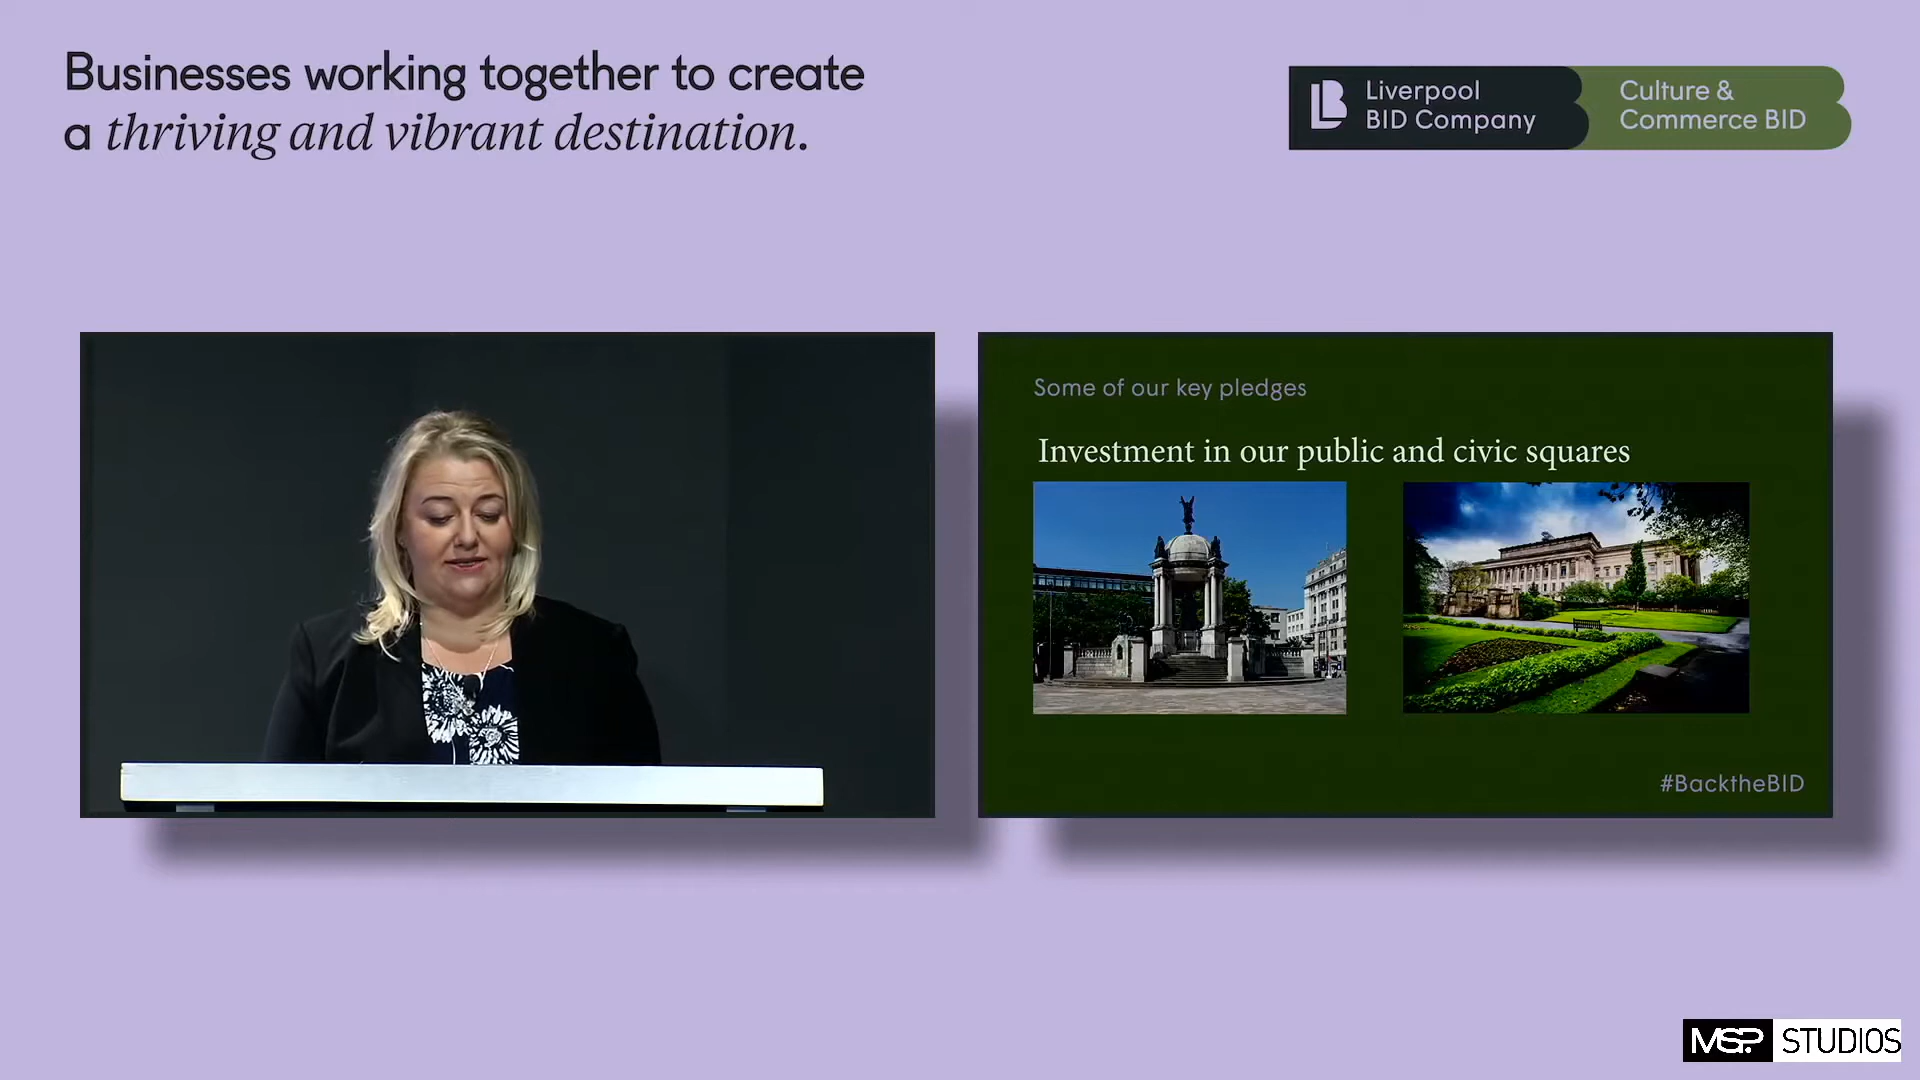 Businesses working together to create
a thriving and vibrant destination.
Liverpool
BID Company
Culture &
Commerce BID
Some of our key pledges
Investment in our public and civic squares
#BacktheBID
MSP. STUDIOS